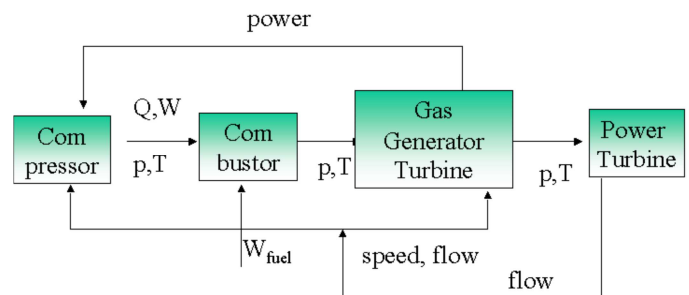 power
Q,W
Com
pressor
p,T
Com
bustor
p,T
Gas
Generator
Turbine
p,T
Power
Turbine
Wfuel
speed, flow
flow